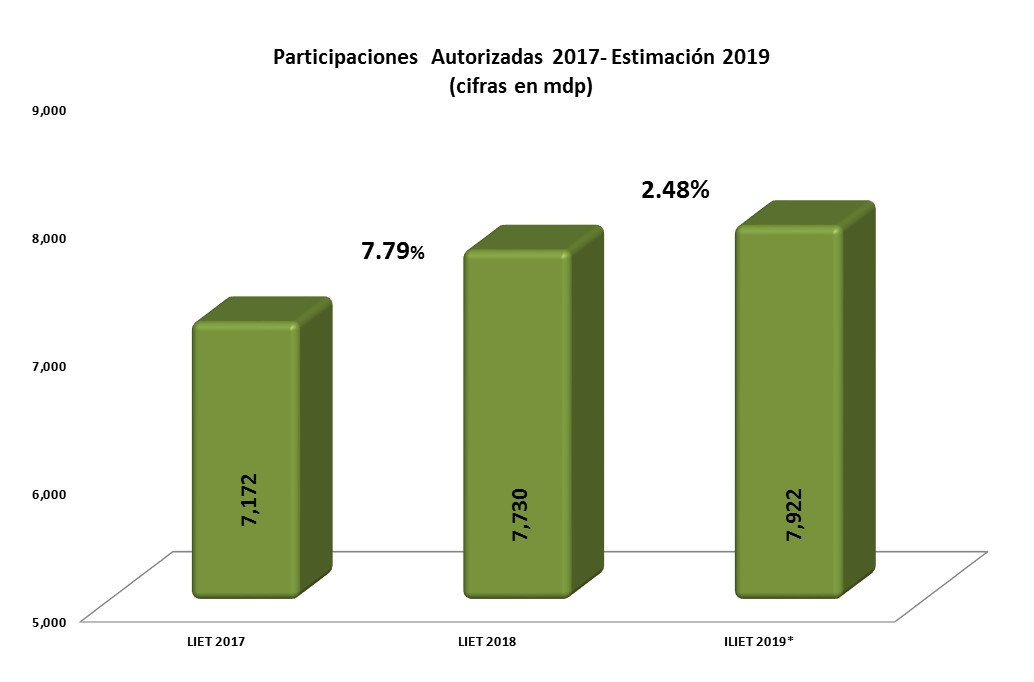 Participaciones Autorizadas 2017- Estimación 2019
(cifras en mdp)
9,000
8,000
7,000
6,000
5,000
7.79%
2.48%
7,172
7,730
7,922
LIET 2017
LIET 2018
ILIET 2019*